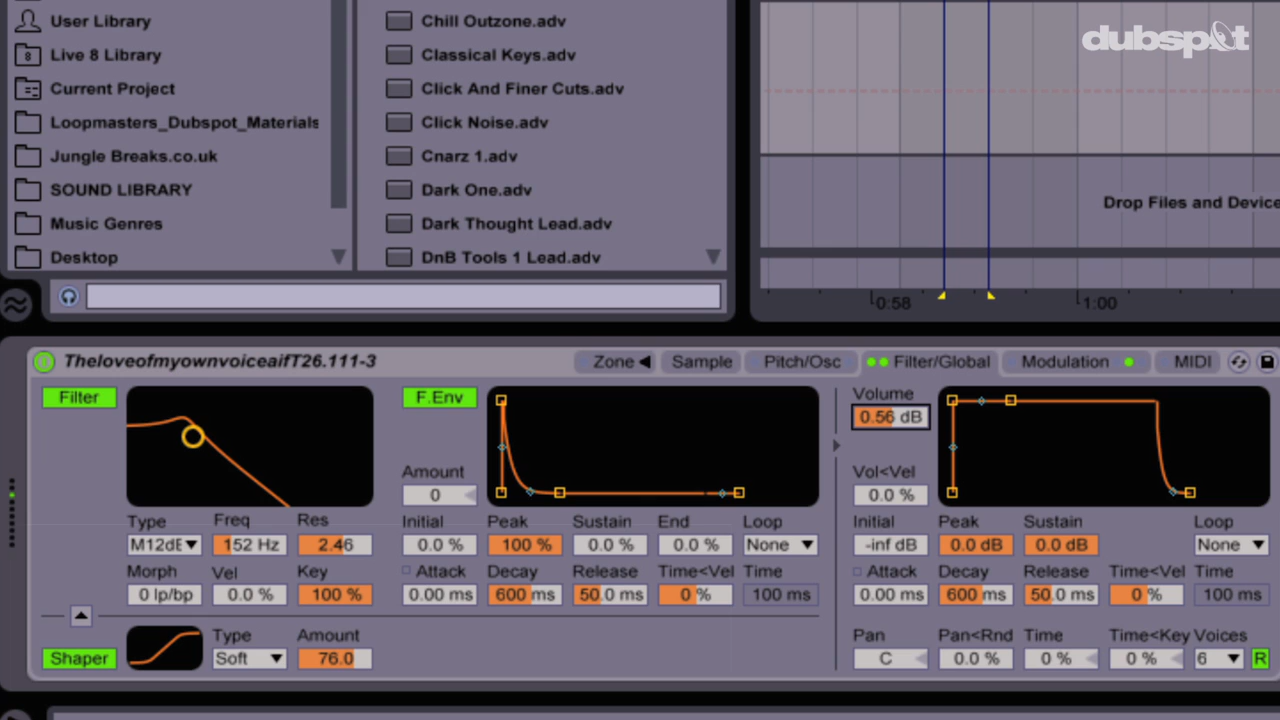 dubspot
User Library
Live 8 Library
Current Project
Loopmasters_Dubspot_Materials
Jungle Breaks.co.uk
SOUND LIBRARY
Music Genres
Desktop
Chill Outzone.adv
Classical Keys.adv
Click And Finer Cuts.adv
Click Noise.adv
Cnarz 1.adv
Dark One.adv
Dark Thought Lead.adv
DnB Tools 1 Lead.adv
Drop Files and Device
0:58 1:00
TheloveofmyownvoiceaifT26.111-3 Zone Sample Pitch/Osc Filter/Global Modulation MIDI
Filter F.Env Volume
0.56 dB
Amount Vol<Vel
0 0.0 %
Type Freq Res Initial Peak Sustain End Loop Initial Peak Sustain Loop
M12dE 152 Hz 2.46 0.0 % 100 % 0.0 % 0.0 % None -inf dB 0.0 dB 0.0 dB None
Morph Vel Key Attack Decay Release Time<Vel Time Attack Decay Release Time<Vel Time
0 lp/bp 0.0 % 100 % 0.00 ms 600 ms 50.0 ms 0 % 100 ms 0.00 ms 600 ms 50.0 ms 0 % 100 ms
Type Amount Pan Pan<Rnd Time Time<Key Voices
Shaper Soft 76.0 C 0.0 % 0 % 0 % 6 R